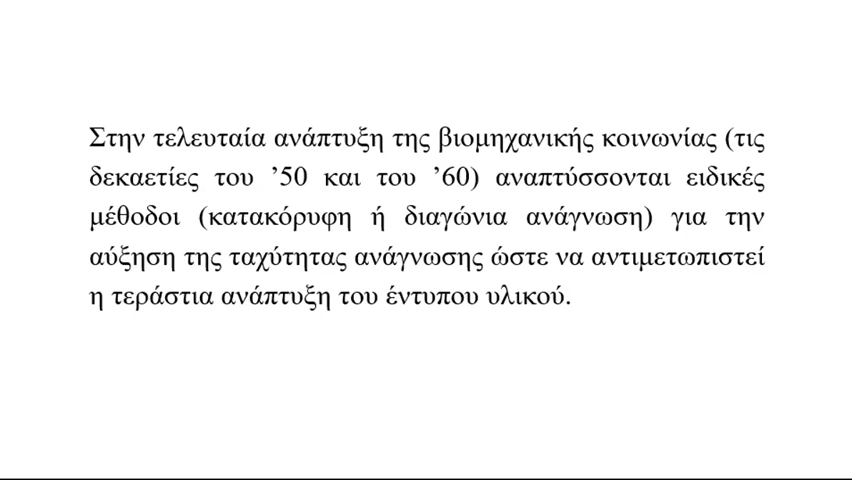 Στην τελευταία ανάπτυξη της βιομηχανικής κοινωνίας (τις
δεκαετίες του ’50 και του ’60) αναπτύσσονται ειδικές
μέθοδοι (κατακόρυφη ή διαγώνια ανάγνωση) για την
αύξηση της ταχύτητας ανάγνωσης ώστε να αντιμετωπιστεί
η τεράστια ανάπτυξη του έντυπου υλικού.